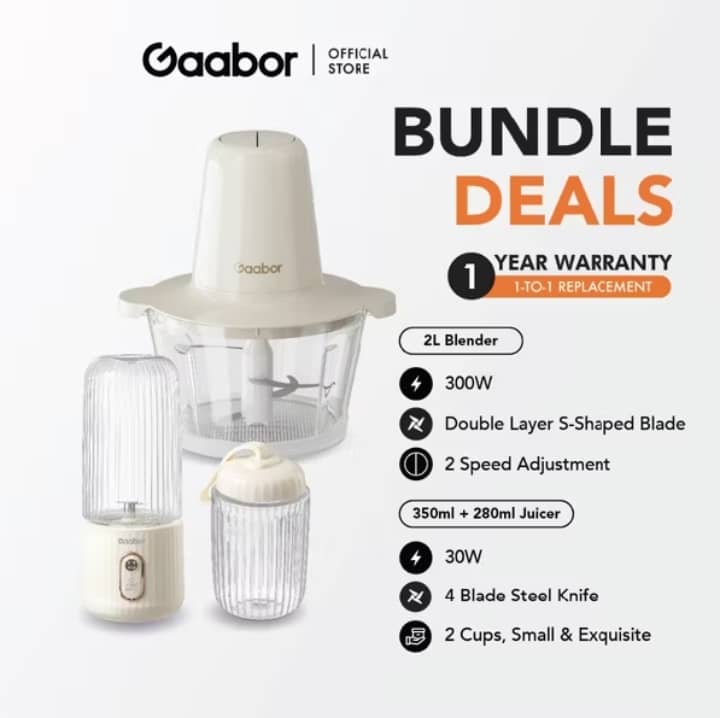 Gaabor | OFFICIAL
STORE
BUNDLE
DEALS
1 YEAR WARRANTY
1-TO-1 REPLACEMENT
Gaabor
2L Blender
300W
Double Layer S-Shaped Blade
2 Speed Adjustment
Gaabor
350ml + 280ml Juicer
30W
4 Blade Steel Knife
2 Cups, Small & Exquisite